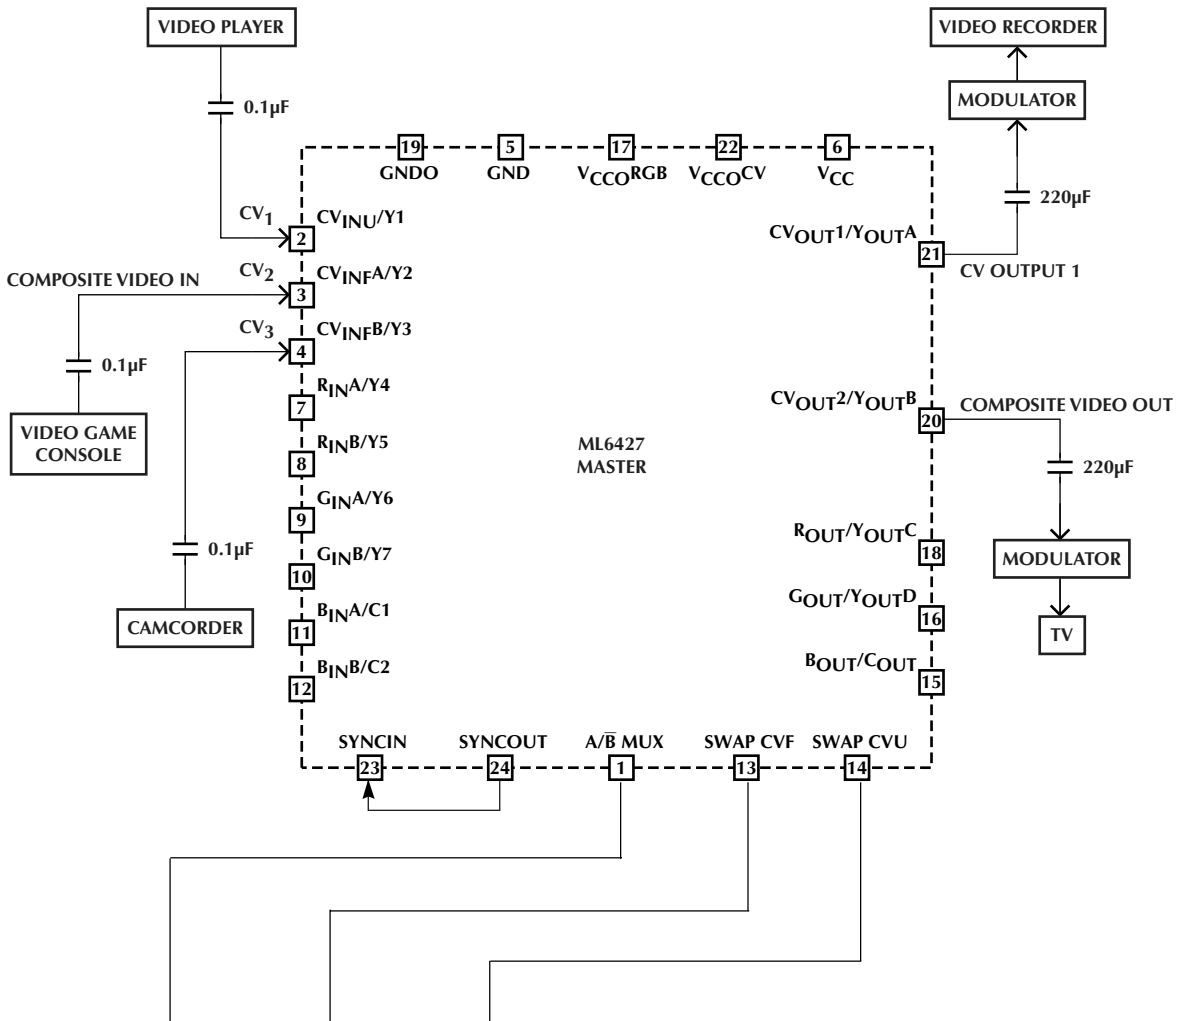 VIDEO PLAYER
VIDEO RECORDER
0.1µF
MODULATOR
19
5
17
22
6
GNDO
GND
VCCORGB
VCCOCV
VCC
220µF
CV1
CVINU/Y1
2
CVOUT1/YOUTA
21
CV OUTPUT 1
COMPOSITE VIDEO IN
CV2
CVINFA/Y2
3
CV3
CVINFB/Y3
4
0.1µF
RINA/Y4
7
CVOUT2/YOUTB
20
COMPOSITE VIDEO OUT
VIDEO GAME
CONSOLE
RINB/Y5
8
ML6427
MASTER
220µF
GINA/Y6
9
ROUT/YOUTC
18
0.1µF
GINB/Y7
10
MODULATOR
GOUT/YOUTD
16
CAMCORDER
BINA/C1
11
TV
BINB/C2
12
BOUT/COUT
15
SYNCIN
SYNCOUT
A/B̅ MUX
SWAP CVF
SWAP CVU
23
24
1
13
14